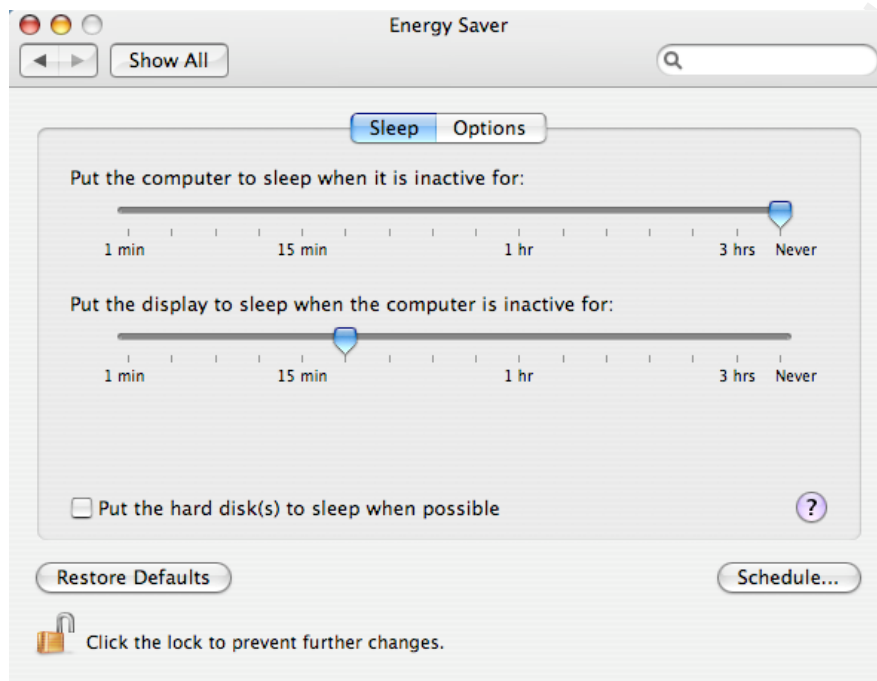 Energy Saver
Show All
Sleep Options
Put the computer to sleep when it is inactive for:
1 min 15 min 1 hr 3 hrs Never
Put the display to sleep when the computer is inactive for:
1 min 15 min 1 hr 3 hrs Never
Put the hard disk(s) to sleep when possible ?
Restore Defaults Schedule...
Click the lock to prevent further changes.